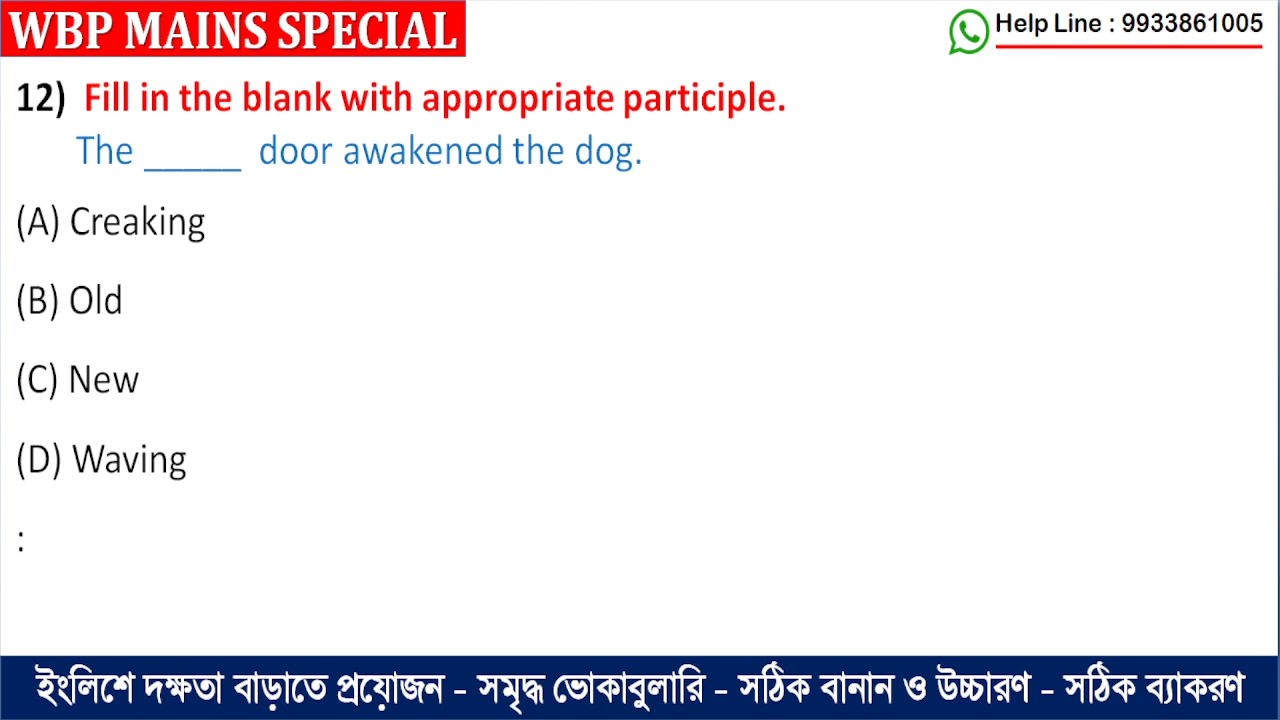 WBP MAINS SPECIAL
Help Line : 9933861005
12) Fill in the blank with appropriate participle.
The _____ door awakened the dog.
(A) Creaking
(B) Old
(C) New
(D) Waving
:
ইংলিশে দক্ষতা বাড়াতে প্রয়োজন - সমৃদ্ধ ভোকাবুলারি - সঠিক বানান ও উচ্চারণ - সঠিক ব্যাকরণ